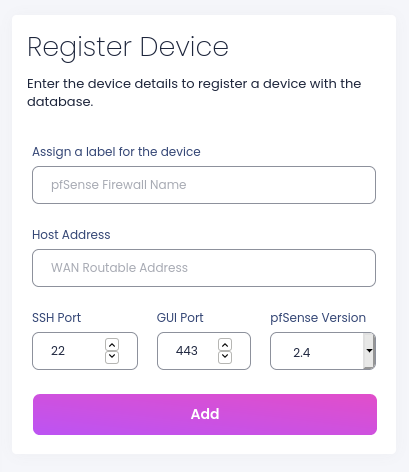 Register Device
Enter the device details to register a device with the
database.
Assign a label for the device
pfSense Firewall Name
Host Address
WAN Routable Address
SSH Port GUI Port pfSense Version
22 443 2.4
Add